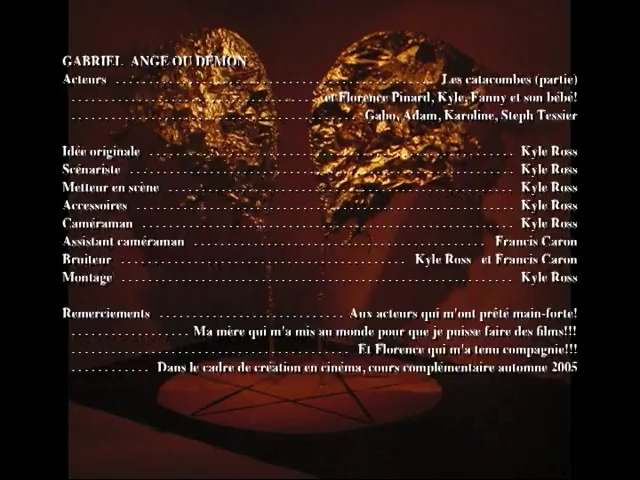 GABRIEL ANGE OU DÉMON
Acteurs ........................................ Les catacombes (partie)
................................ et Florence Pinard, Kyle, Fanny et son bébé!
..................................... Gabo, Adam, Karoline, Steph Tessier
Idée originale ............................................... Kyle Ross
Scénariste .................................................. Kyle Ross
Metteur en scène ........................................... Kyle Ross
Accessoires ................................................. Kyle Ross
Caméraman ................................................ Kyle Ross
Assistant caméraman ..................................... Francis Caron
Bruiteur .................................... Kyle Ross et Francis Caron
Montage ................................................... Kyle Ross
Remerciements ........................ Aux acteurs qui m'ont prêté main-forte!
............... Ma mère qui m'a mis au monde pour que je puisse faire des films!!!
.................................... Et Florence qui m'a tenu compagnie!!!
............ Dans le cadre de création en cinéma, cours complémentaire automne 2005